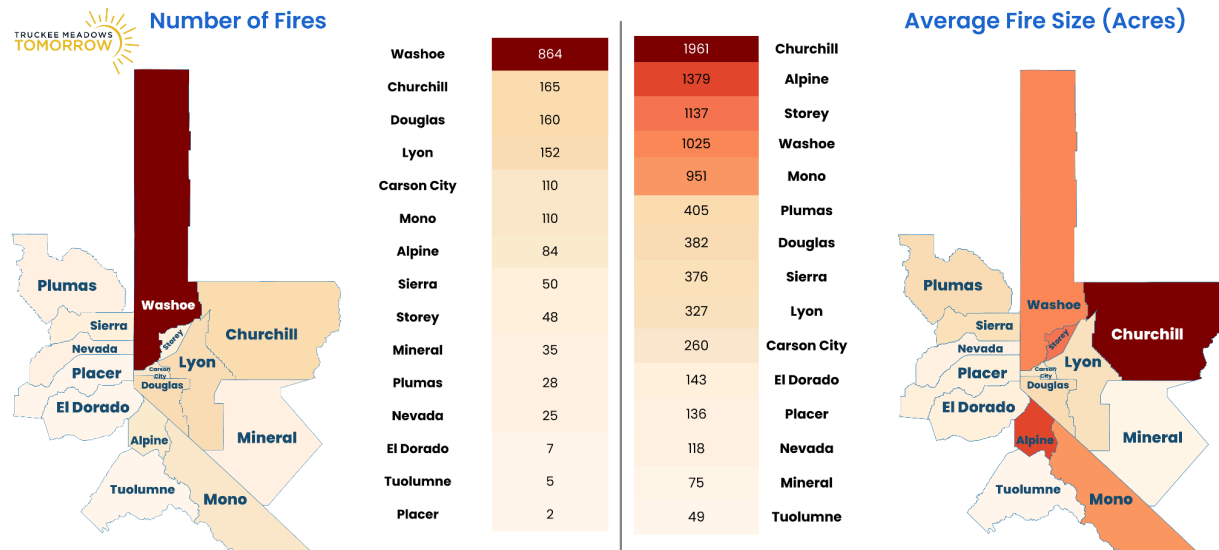 TRUCKEE MEADOWS
TOMORROW
Number of Fires
Washoe 864
Churchill 165
Douglas 160
Lyon 152
Carson City 110
Mono 110
Alpine 84
Sierra 50
Storey 48
Mineral 35
Plumas 28
Nevada 25
El Dorado 7
Tuolumne 5
Placer 2
Plumas
Washoe
Sierra
Storey
Churchill
Nevada
Lyon
Placer
Carson
City
Douglas
El Dorado
Alpine
Mineral
Tuolumne
Mono
Average Fire Size (Acres)
1961 Churchill
1379 Alpine
1137 Storey
1025 Washoe
951 Mono
405 Plumas
382 Douglas
376 Sierra
327 Lyon
260 Carson City
143 El Dorado
136 Placer
118 Nevada
75 Mineral
49 Tuolumne
Plumas
Washoe
Sierra
Storey
Churchill
Nevada
Lyon
Placer
Carson
City
Douglas
El Dorado
Alpine
Mineral
Tuolumne
Mono